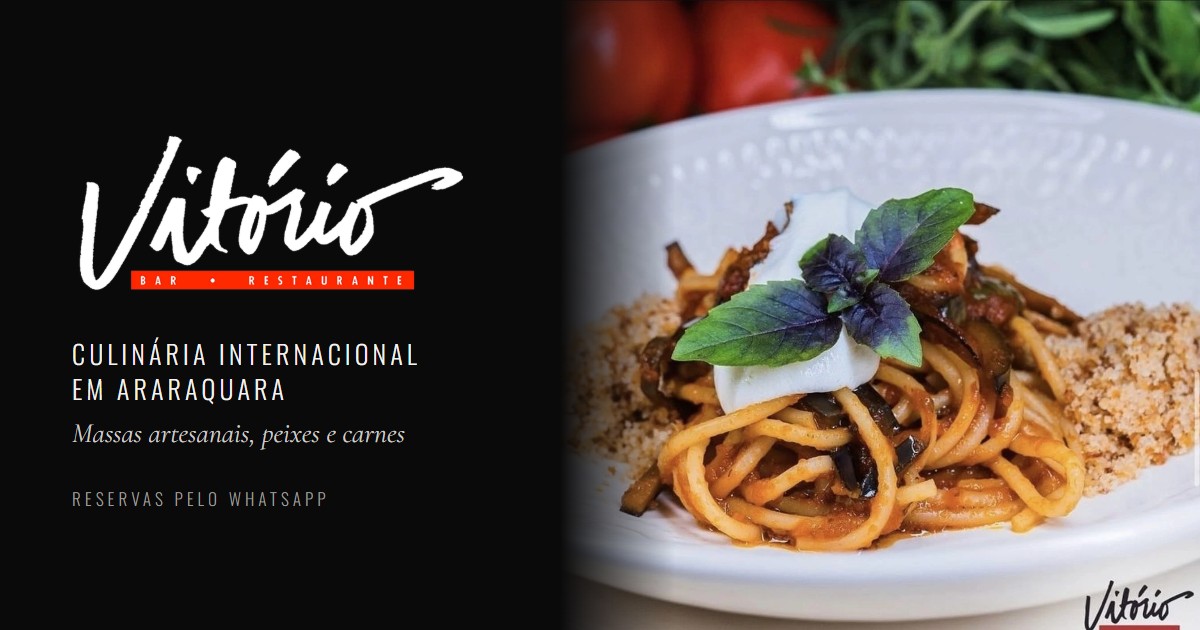 Vitório
BAR • RESTAURANTE
CULINÁRIA INTERNACIONAL
EM ARARAQUARA
Massas artesanais, peixes e carnes
RESERVAS PELO WHATSAPP
Vitório